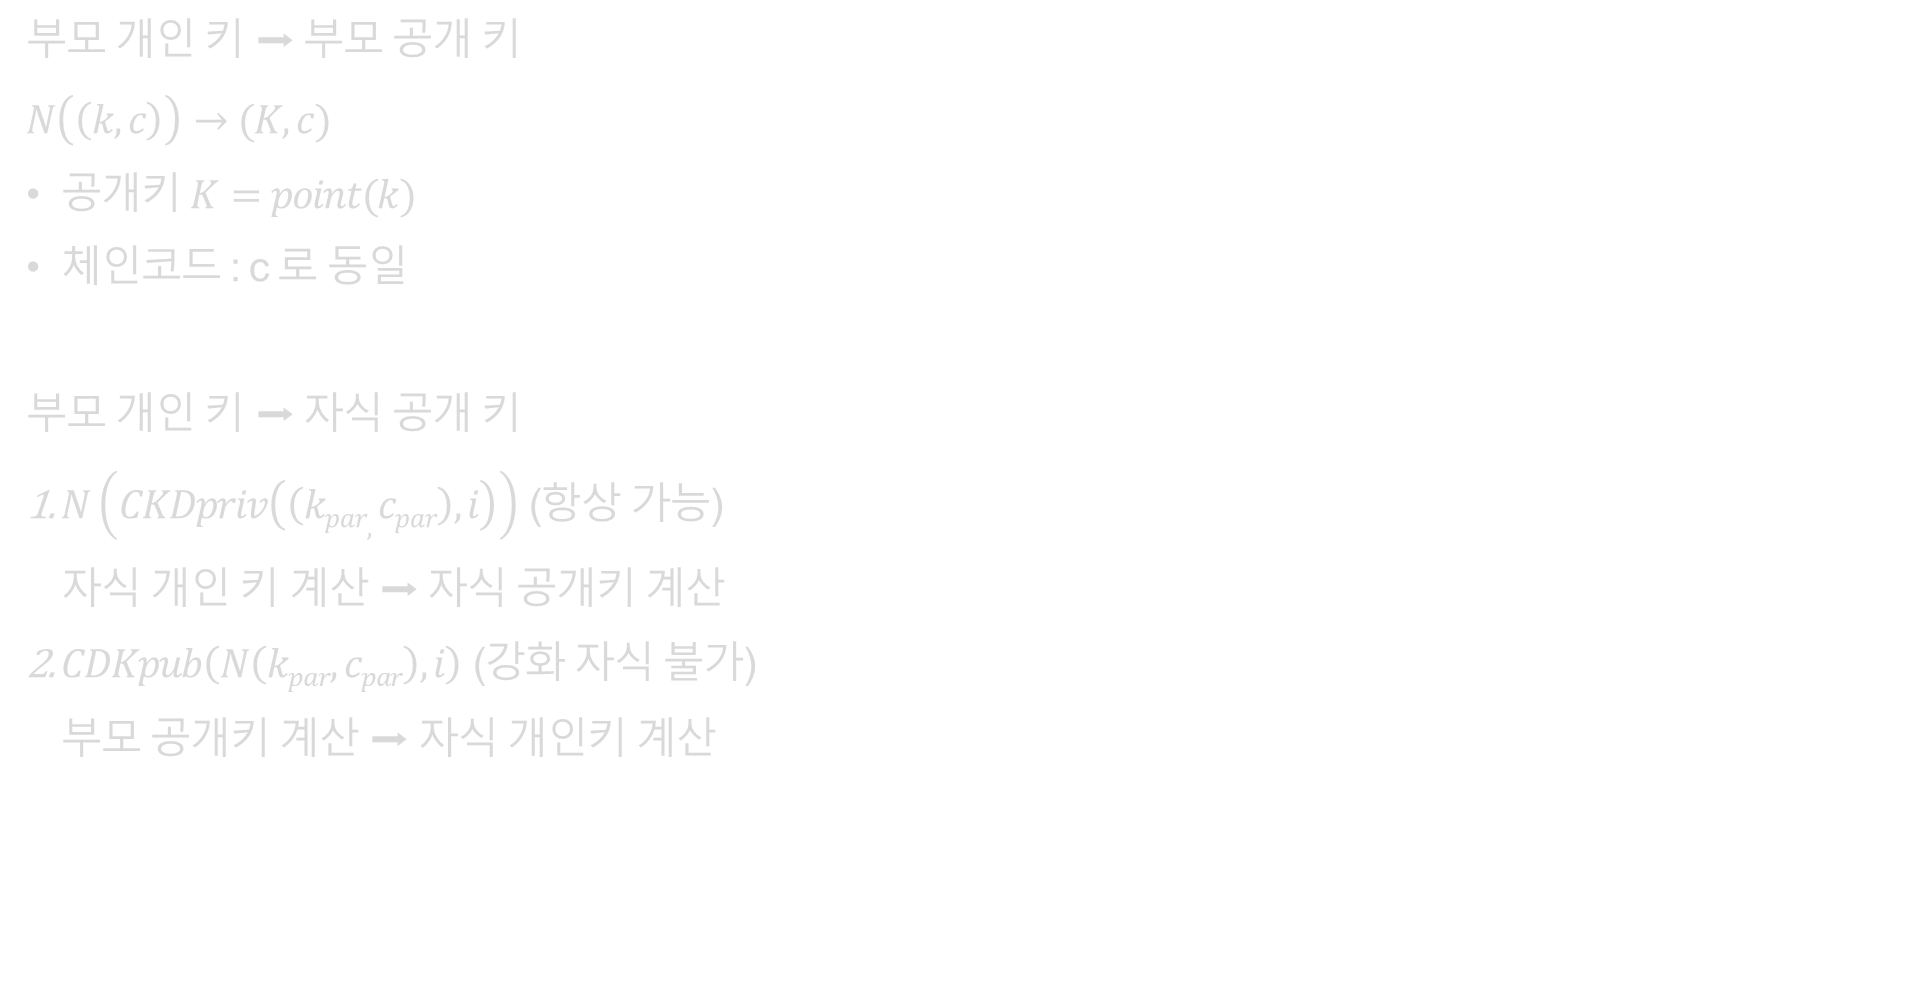 부모 개인 키 ➡ 부모 공개 키
N((k, c)) → (K, c)
• 공개키 K = point(k)
• 체인코드 : c 로 동일
부모 개인 키 ➡ 자식 공개 키
1. N(CKDpriv((k_par, c_par), i)) (항상 가능)
자식 개인 키 계산 ➡ 자식 공개키 계산
2. CDKpub(N(k_par, c_par), i) (강화 자식 불가)
부모 공개키 계산 ➡ 자식 개인키 계산